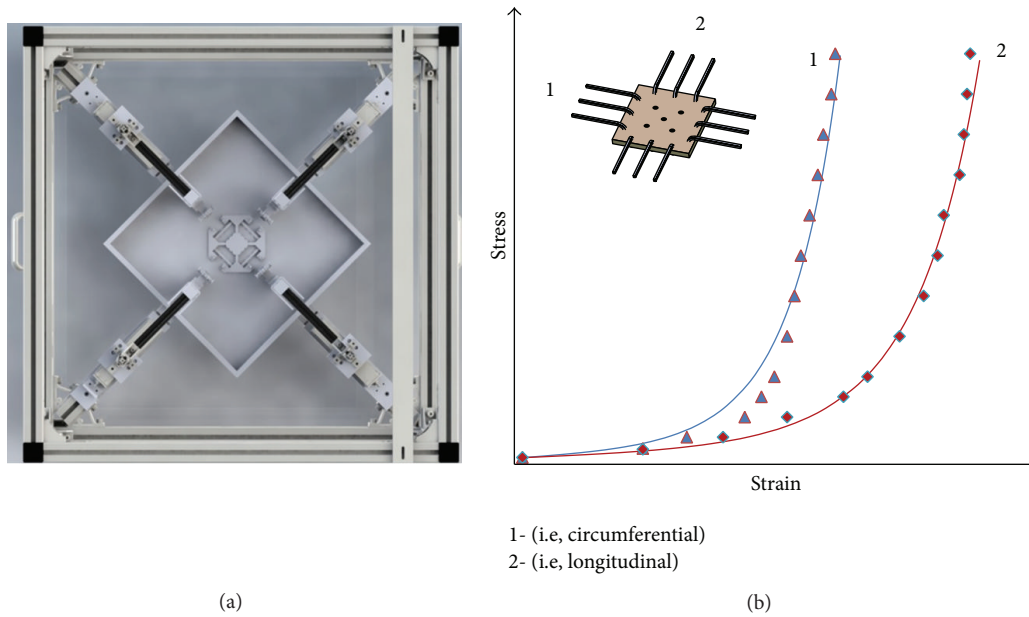 2
1
1
2
Stress
Strain
1- (i.e, circumferential)
2- (i.e, longitudinal)
(a)
(b)